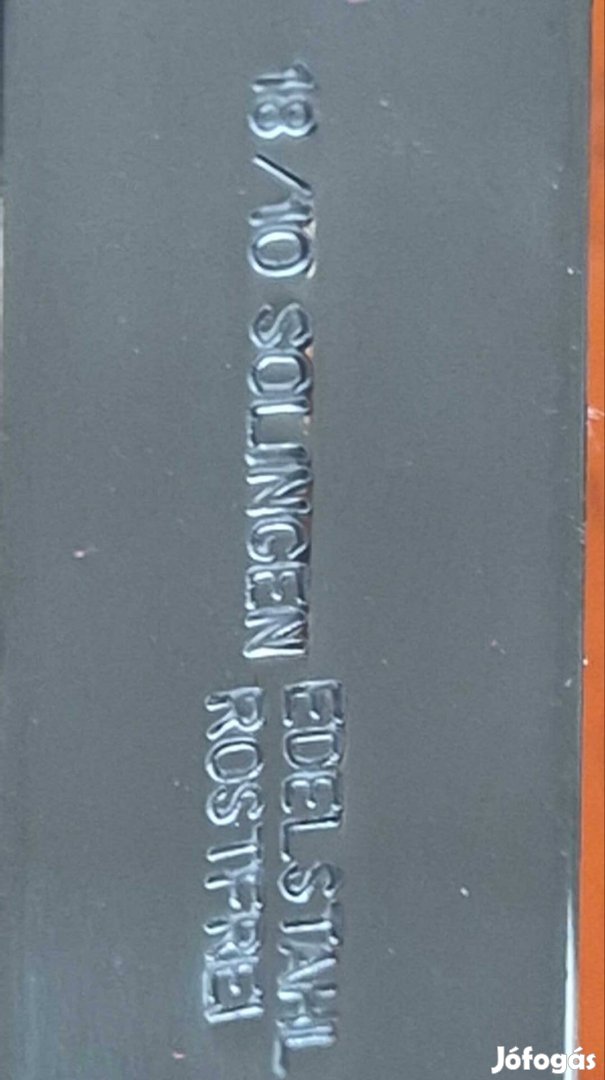 18/10 SOLINGEN
EDELSTAHL
ROSTFREI
Jófogás